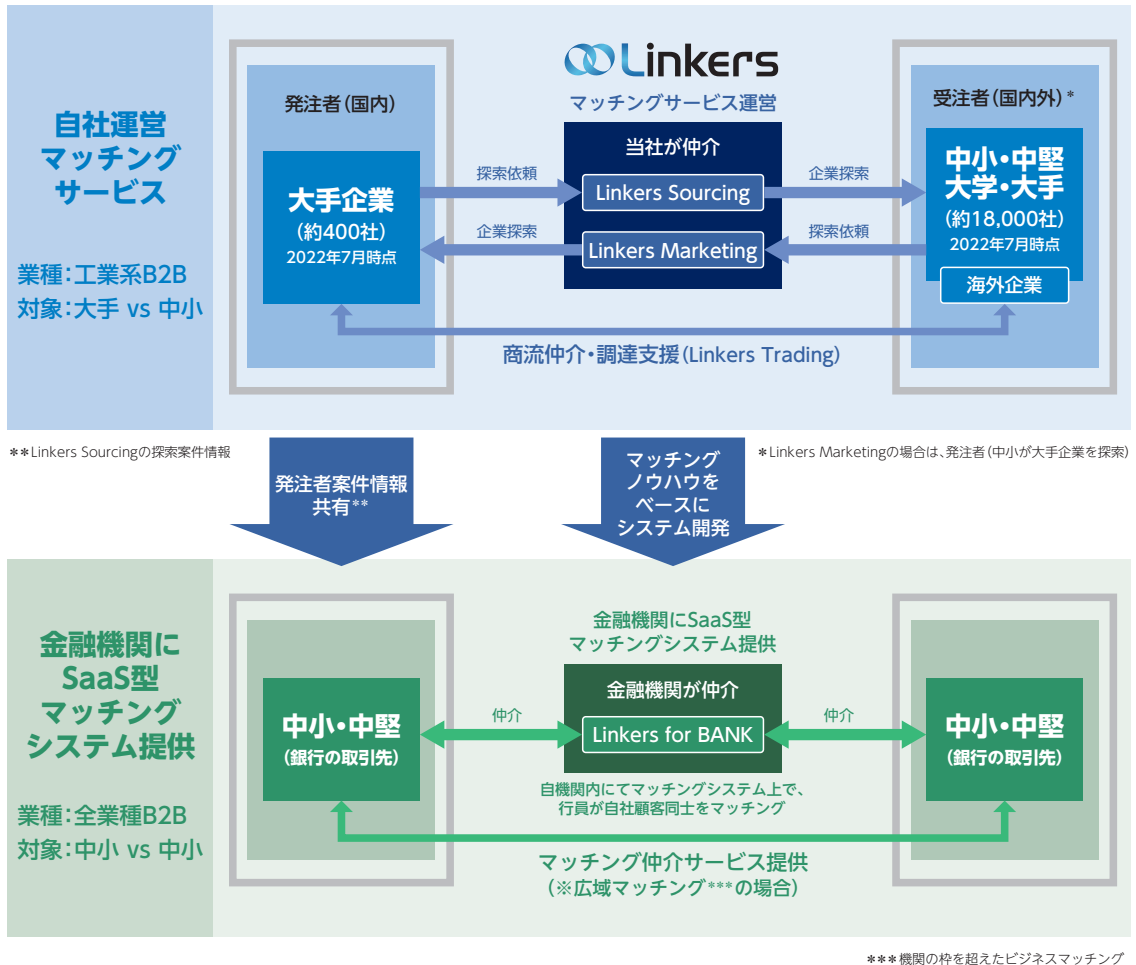 Linkers
マッチングサービス運営
自社運営
マッチング
サービス
業種:工業系B2B
対象:大手 vs 中小
発注者(国内)
大手企業
(約400社)
2022年7月時点
探索依頼
企業探索
当社が仲介
Linkers Sourcing
Linkers Marketing
企業探索
探索依頼
受注者(国内外)*
中小・中堅
大学・大手
(約18,000社)
2022年7月時点
海外企業
商流仲介・調達支援(Linkers Trading)
**Linkers Sourcingの探索案件情報
*Linkers Marketingの場合は、発注者(中小が大手企業を探索)
発注者案件情報
共有**
マッチング
ノウハウを
ベースに
システム開発
金融機関に
SaaS型
マッチング
システム提供
業種:全業種B2B
対象:中小 vs 中小
金融機関にSaaS型
マッチングシステム提供
中小・中堅
(銀行の取引先)
仲介
金融機関が仲介
Linkers for BANK
仲介
中小・中堅
(銀行の取引先)
自機関内にてマッチングシステム上で、
行員が自社顧客同士をマッチング
マッチング仲介サービス提供
(※広域マッチング***の場合)
***機関の枠を超えたビジネスマッチング